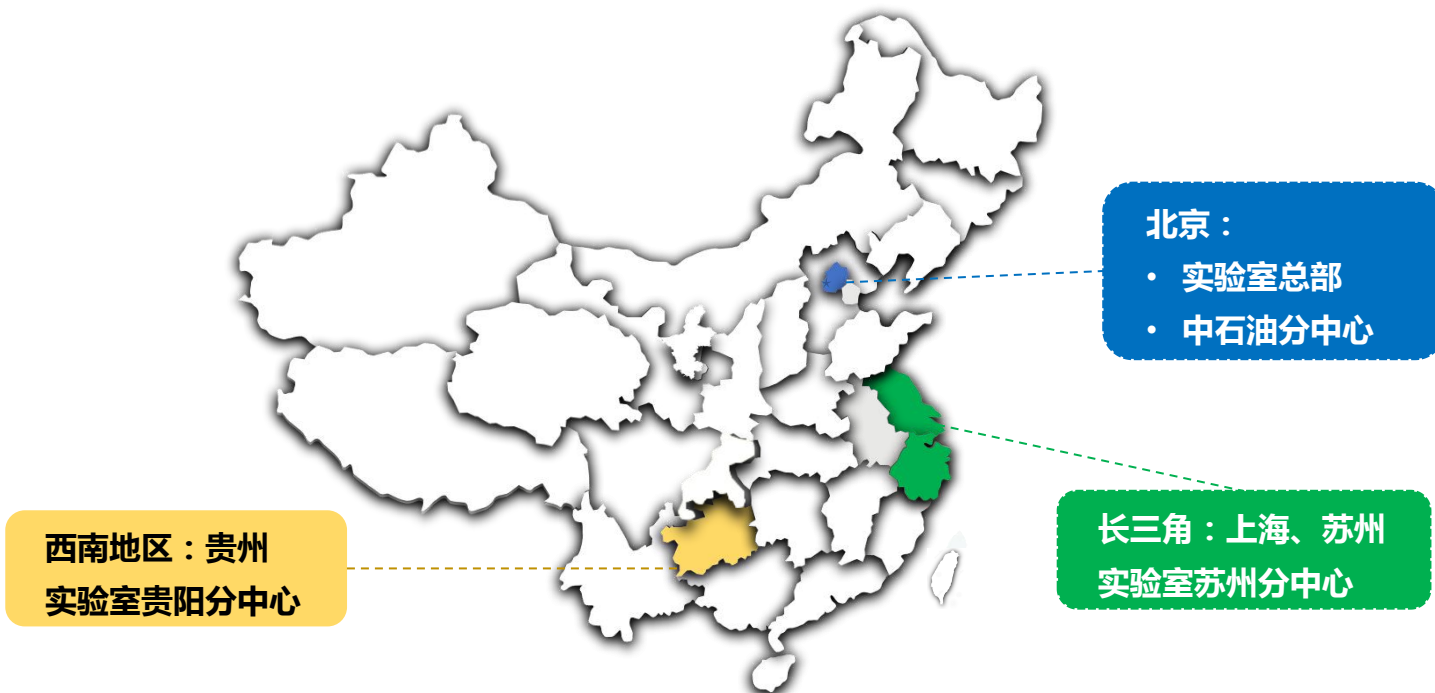 北京：
• 实验室总部
• 中石油分中心
长三角：上海、苏州
实验室苏州分中心
西南地区：贵州
实验室贵阳分中心